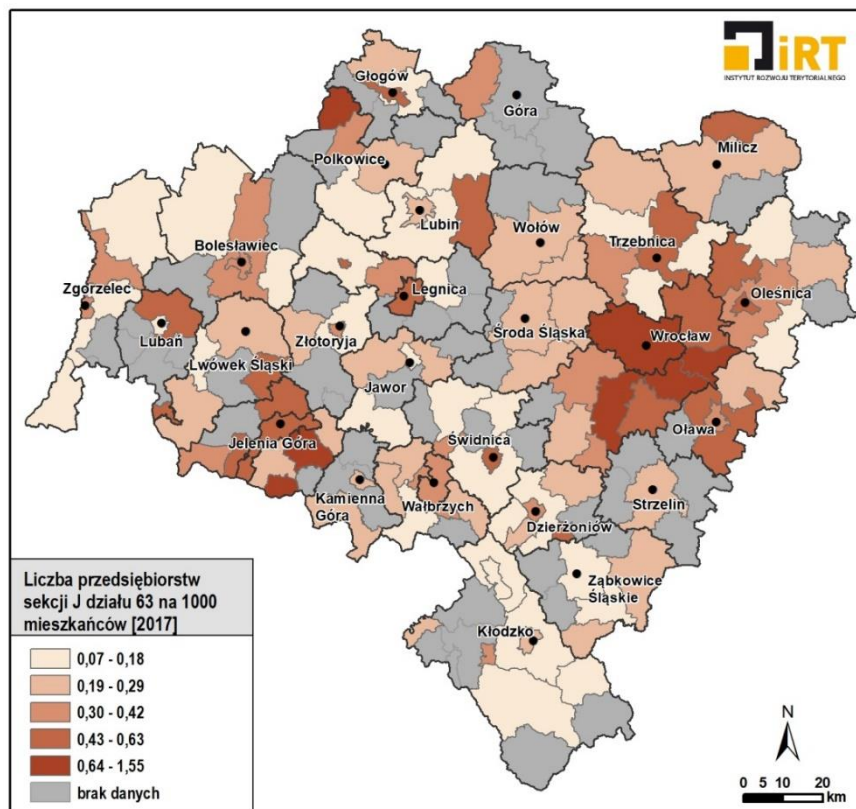 iRT
INSTYTUT ROZWOJU TERYTORIALNEGO
Głogów
Góra
Milicz
Polkowice
Lubin
Wołów
Trzebnica
Bolesławiec
Zgorzelec
Legnica
Oleśnica
Lubań
Złotoryja
Środa Śląska
Wrocław
Lwówek Śląski
Jawor
Jelenia Góra
Świdnica
Oława
Kamienna
Góra
Wałbrzych
Dzierżoniów
Strzelin
Ząbkowice
Śląskie
Kłodzko
Liczba przedsiębiorstw
sekcji J działu 63 na 1000
mieszkańców [2017]
0,07 - 0,18
0,19 - 0,29
0,30 - 0,42
0,43 - 0,63
0,64 - 1,55
brak danych
N
0 5 10 20
km